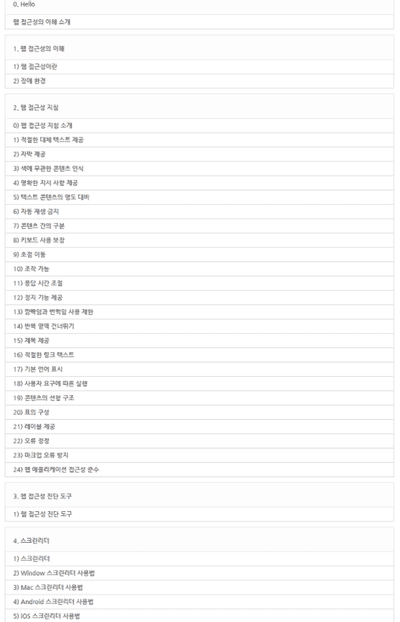 0. Hello
웹 접근성의 이해 소개
1. 웹 접근성의 이해
1) 웹 접근성이란
2) 장애 환경
2. 웹 접근성 지침
0) 웹 접근성 지침 소개
1) 적절한 대체 텍스트 제공
2) 자막 제공
3) 색에 무관한 콘텐츠 인식
4) 명확한 지시 사항 제공
5) 텍스트 콘텐츠의 명도 대비
6) 자동 재생 금지
7) 콘텐츠 간의 구분
8) 키보드 사용 보장
9) 초점 이동
10) 조작 가능
11) 응답 시간 조절
12) 정지 기능 제공
13) 깜빡임과 번쩍임 사용 제한
14) 반복 영역 건너뛰기
15) 제목 제공
16) 적절한 링크 텍스트
17) 기본 언어 표시
18) 사용자 요구에 따른 실행
19) 콘텐츠의 선형 구조
20) 표의 구성
21) 레이블 제공
22) 오류 정정
23) 마크업 오류 방지
24) 웹 애플리케이션 접근성 준수
3. 웹 접근성 진단 도구
1) 웹 접근성 진단 도구
4. 스크린리더
1) 스크린리더
2) Window 스크린리더 사용법
3) Mac 스크린리더 사용법
4) Android 스크린리더 사용법
5) iOS 스크린리더 사용법